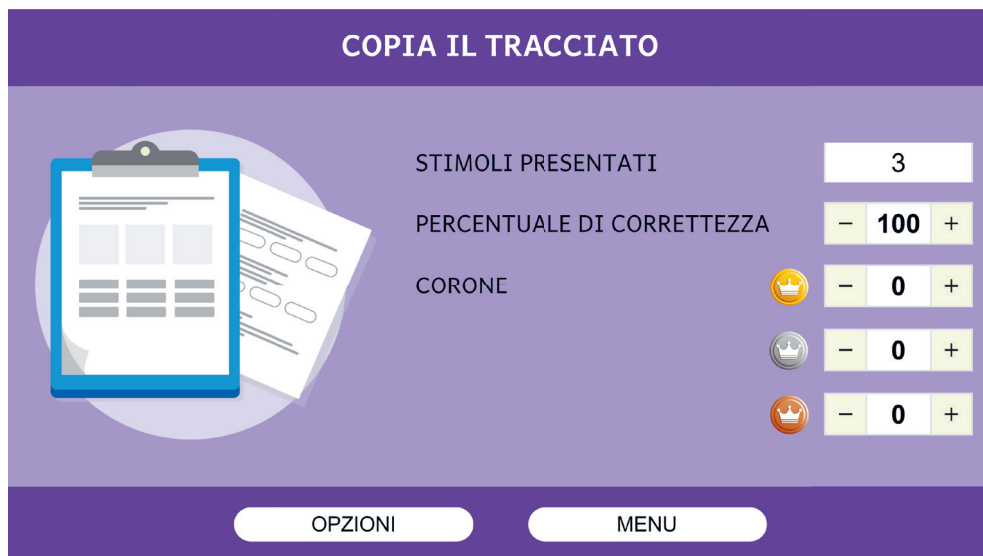 COPIA IL TRACCIATO
STIMOLI PRESENTATI 3
PERCENTUALE DI CORRETTEZZA − 100 +
CORONE − 0 +
− 0 +
− 0 +
OPZIONI MENU